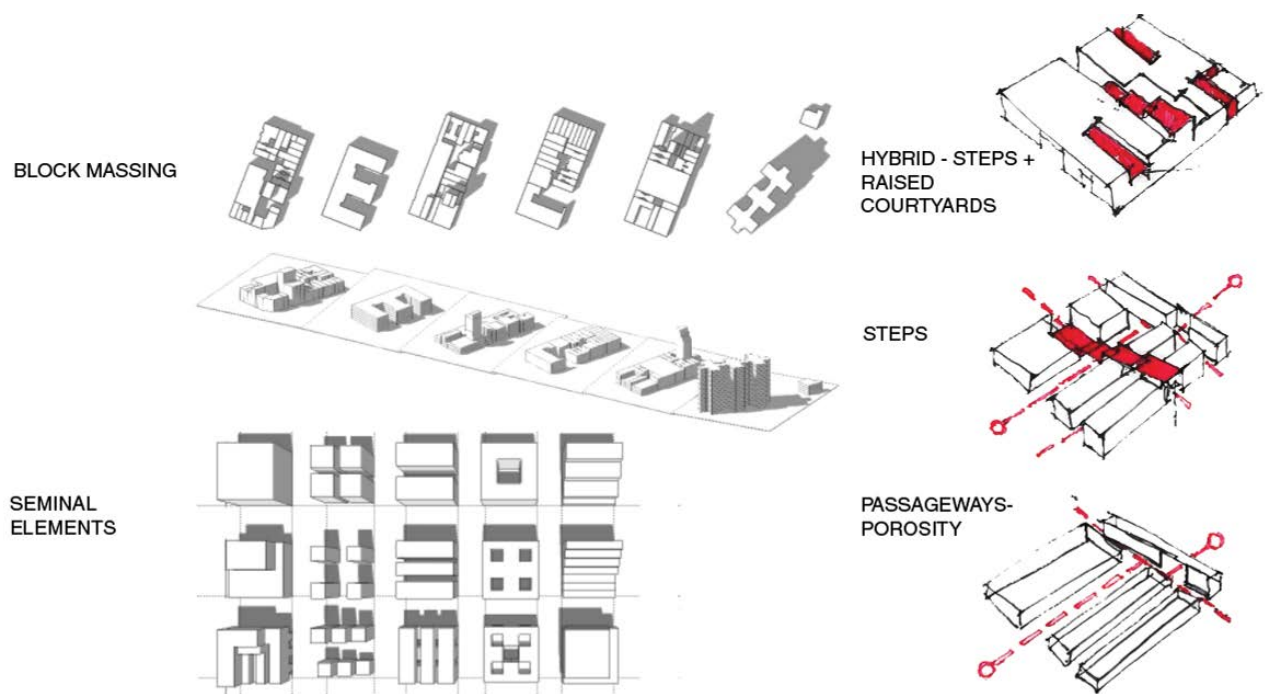 BLOCK MASSING
HYBRID - STEPS +
RAISED
COURTYARDS
STEPS
SEMINAL
ELEMENTS
PASSAGEWAYS-
POROSITY